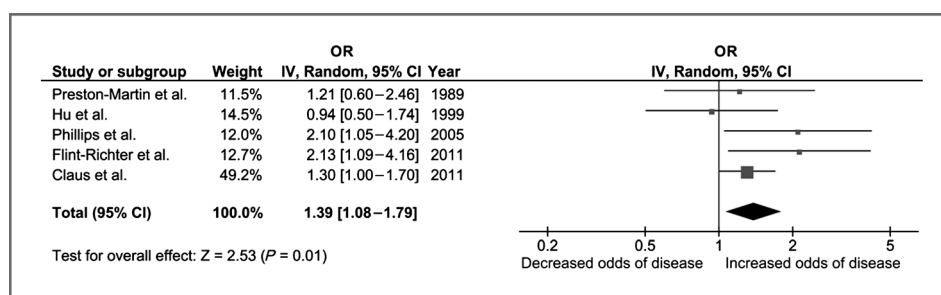 OR OR
Study or subgroup Weight IV, Random, 95% CI Year IV, Random, 95% CI
Preston-Martin et al. 11.5% 1.21 [0.60–2.46] 1989
Hu et al. 14.5% 0.94 [0.50–1.74] 1999
Phillips et al. 12.0% 2.10 [1.05–4.20] 2005
Flint-Richter et al. 12.7% 2.13 [1.09–4.16] 2011
Claus et al. 49.2% 1.30 [1.00–1.70] 2011
Total (95% CI) 100.0% 1.39 [1.08–1.79]
0.2 0.5 1 2 5
Test for overall effect: Z = 2.53 (P = 0.01)
Decreased odds of disease Increased odds of disease